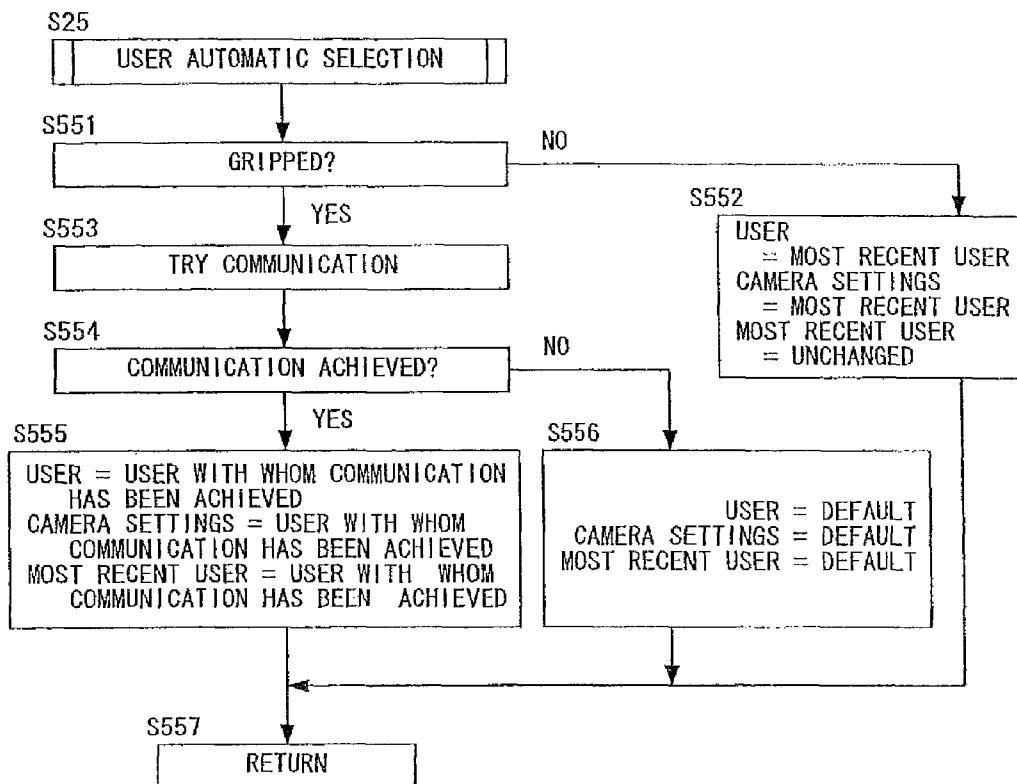 S25
USER AUTOMATIC SELECTION
S551
GRIPPED?
NO
YES
S552
USER
= MOST RECENT USER
CAMERA SETTINGS
= MOST RECENT USER
MOST RECENT USER
= UNCHANGED
S553
TRY COMMUNICATION
S554
COMMUNICATION ACHIEVED?
NO
YES
S555
USER = USER WITH WHOM COMMUNICATION
HAS BEEN ACHIEVED
CAMERA SETTINGS = USER WITH WHOM
COMMUNICATION HAS BEEN ACHIEVED
MOST RECENT USER = USER WITH WHOM
COMMUNICATION HAS BEEN ACHIEVED
S556
USER = DEFAULT
CAMERA SETTINGS = DEFAULT
MOST RECENT USER = DEFAULT
S557
RETURN